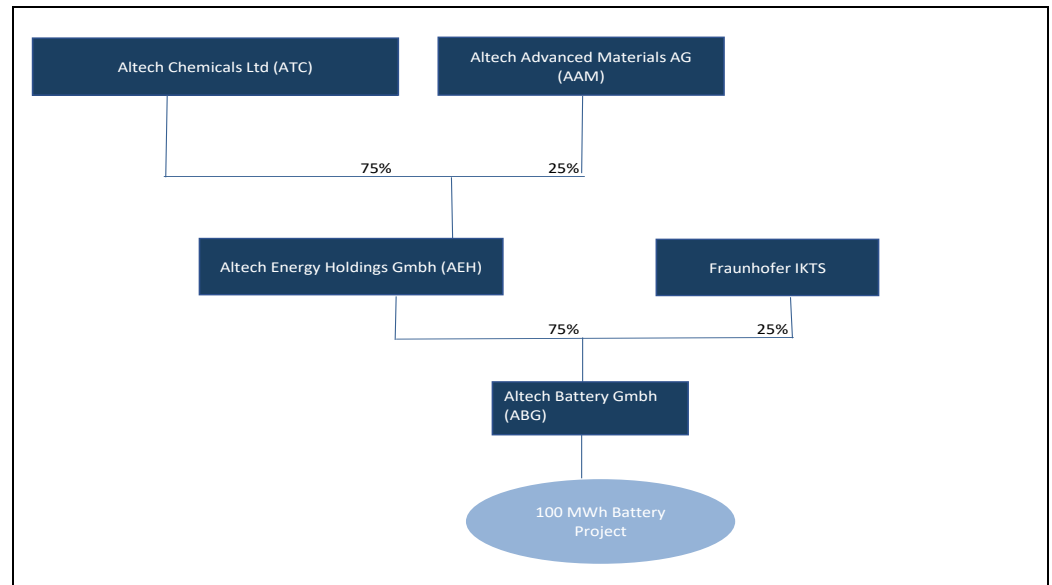 Altech Chemicals Ltd (ATC)
Altech Advanced Materials AG
(AAM)
75%
25%
Altech Energy Holdings Gmbh (AEH)
Fraunhofer IKTS
75%
25%
Altech Battery Gmbh
(ABG)
100 MWh Battery
Project